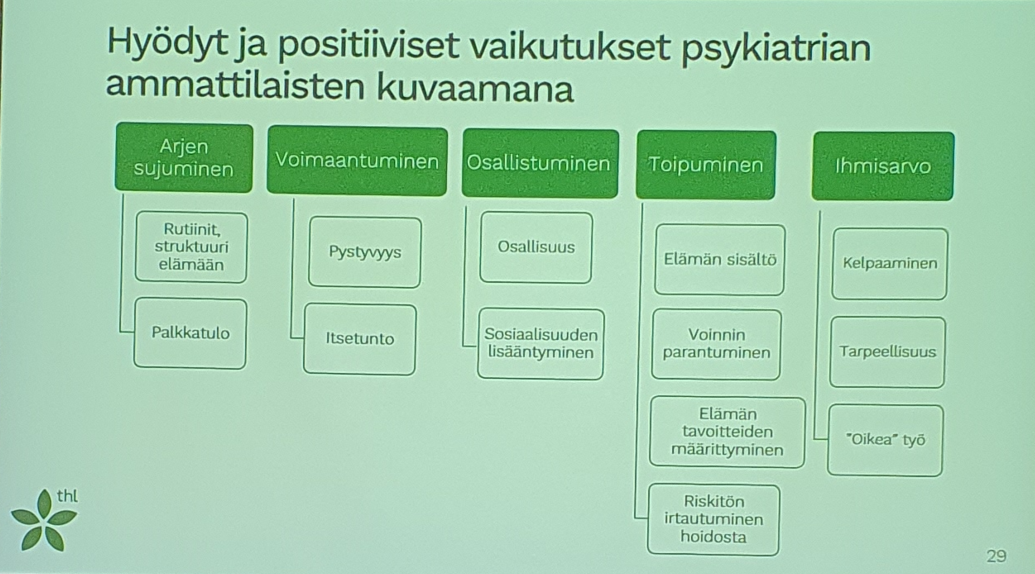 Hyödyt ja positiiviset vaikutukset psykiatrian
ammattilaisten kuvaamana
Arjen
sujuminen
Rutiinit,
struktuuri
elämään
Palkkatulo
Voimaantuminen
Pystyvyys
Itsetunto
Osallistuminen
Osallisuus
Sosiaalisuuden
lisääntyminen
Toipuminen
Elämän sisältö
Voinnin
parantuminen
Elämän
tavoitteiden
määrittyminen
Riskitön
irtautuminen
hoidosta
Ihmisarvo
Kelpaaminen
Tarpeellisuus
"Oikea" työ
thl
29